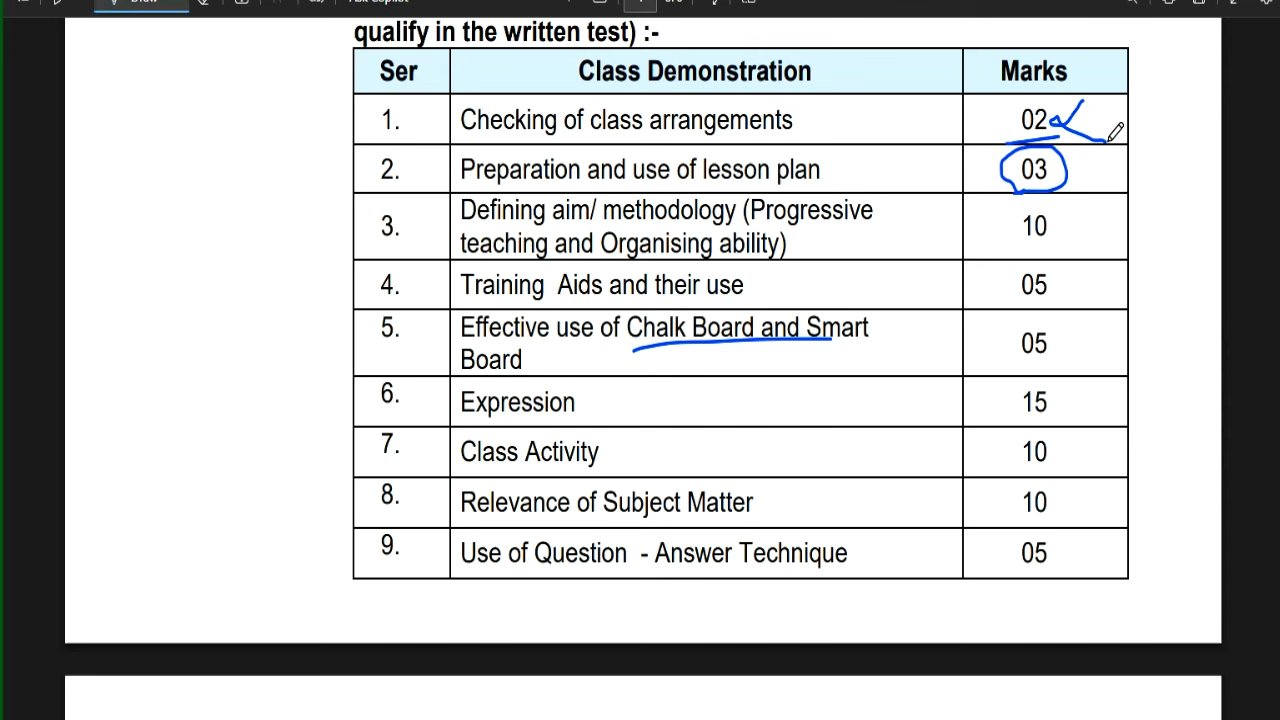 qualify in the written test) :-
Ser Class Demonstration Marks
1. Checking of class arrangements 02
2. Preparation and use of lesson plan 03
3. Defining aim/ methodology (Progressive teaching and Organising ability) 10
4. Training Aids and their use 05
5. Effective use of Chalk Board and Smart Board 05
6. Expression 15
7. Class Activity 10
8. Relevance of Subject Matter 10
9. Use of Question - Answer Technique 05